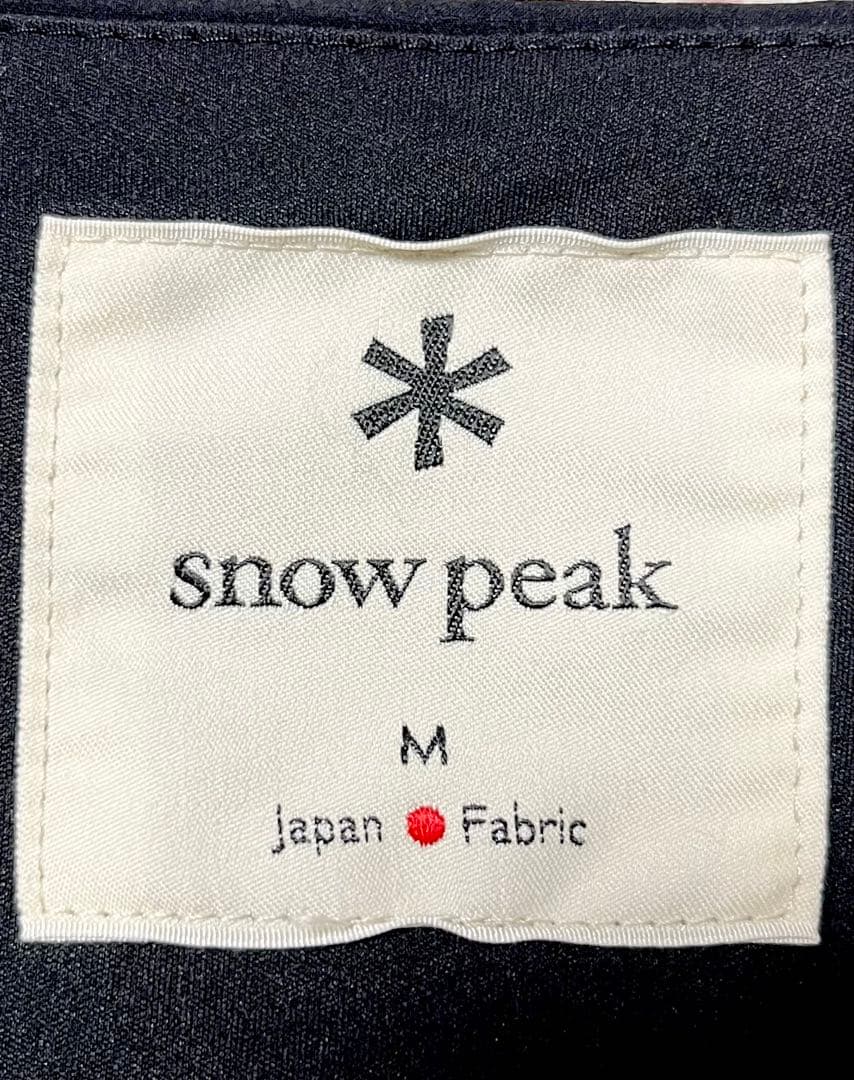 snow peak
M
Japan ● Fabric